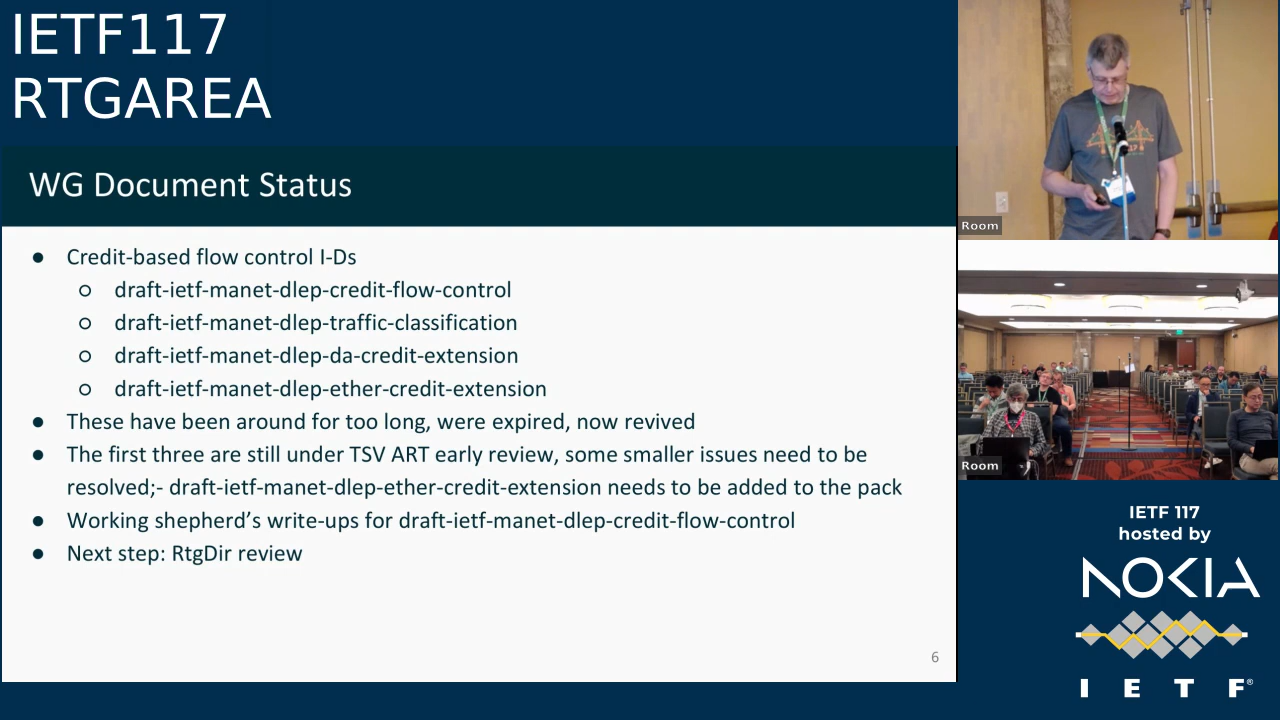 IETF117
RTGAREA
WG Document Status
● Credit-based flow control I-Ds
○ draft-ietf-manet-dlep-credit-flow-control
○ draft-ietf-manet-dlep-traffic-classification
○ draft-ietf-manet-dlep-da-credit-extension
○ draft-ietf-manet-dlep-ether-credit-extension
● These have been around for too long, were expired, now revived
● The first three are still under TSV ART early review, some smaller issues need to be
resolved;- draft-ietf-manet-dlep-ether-credit-extension needs to be added to the pack
● Working shepherd’s write-ups for draft-ietf-manet-dlep-credit-flow-control
● Next step: RtgDir review
6
Room
Room
IETF 117
hosted by
NOKIA
I E T F®